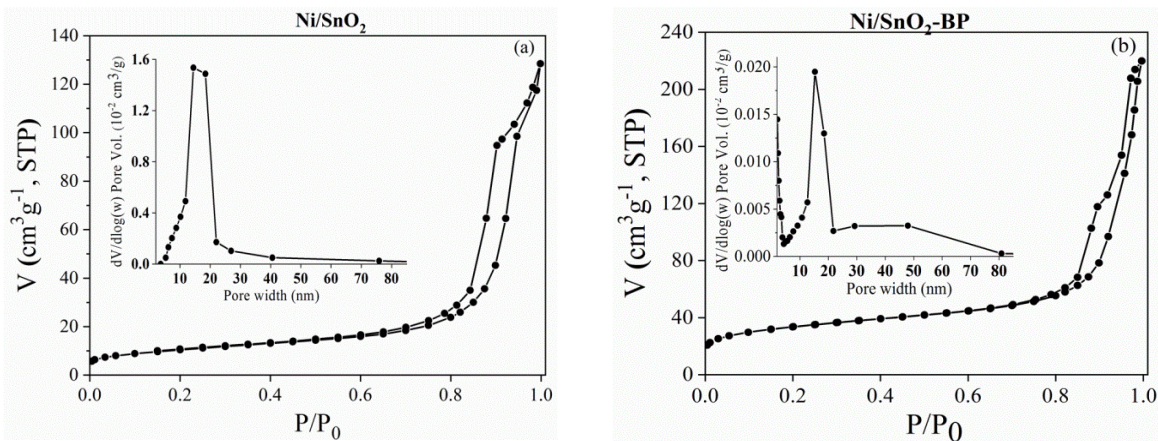 Ni/SnO₂
(a)
V (cm³g⁻¹, STP)
140
120
100
80
60
40
20
0
0.0 0.2 0.4 0.6 0.8 1.0
P/P₀
dV/dlog(w) Pore Vol. (10⁻² cm³/g)
1.6
1.2
0.8
0.4
0.0
10 20 30 40 50 60 70 80
Pore width (nm)
Ni/SnO₂-BP
(b)
V (cm³g⁻¹, STP)
240
200
160
120
80
40
0
0.0 0.2 0.4 0.6 0.8 1.0
P/P₀
dV/dlog(w) Pore Vol. (10⁻² cm³/g)
0.020
0.015
0.010
0.005
0.000
10 20 30 40 50 60 70 80
Pore width (nm)